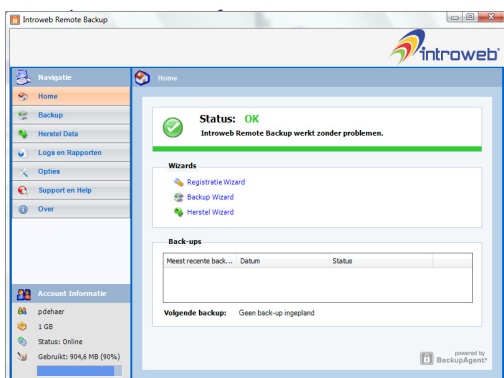 Introweb Remote Backup
introweb
Navigatie
Home
Home
Backup
Herstel Data
Logs en Rapporten
Opties
Support en Help
Over
Status: OK
Introweb Remote Backup werkt zonder problemen.
Wizards
Registratie Wizard
Backup Wizard
Herstel Wizard
Back-ups
Meest recente back... Datum Status
Volgende backup: Geen back-up ingepland
Account Informatie
pdehaer
1 GB
Status: Online
Gebruikt: 904,6 MB (90%)
powered by
BackupAgent